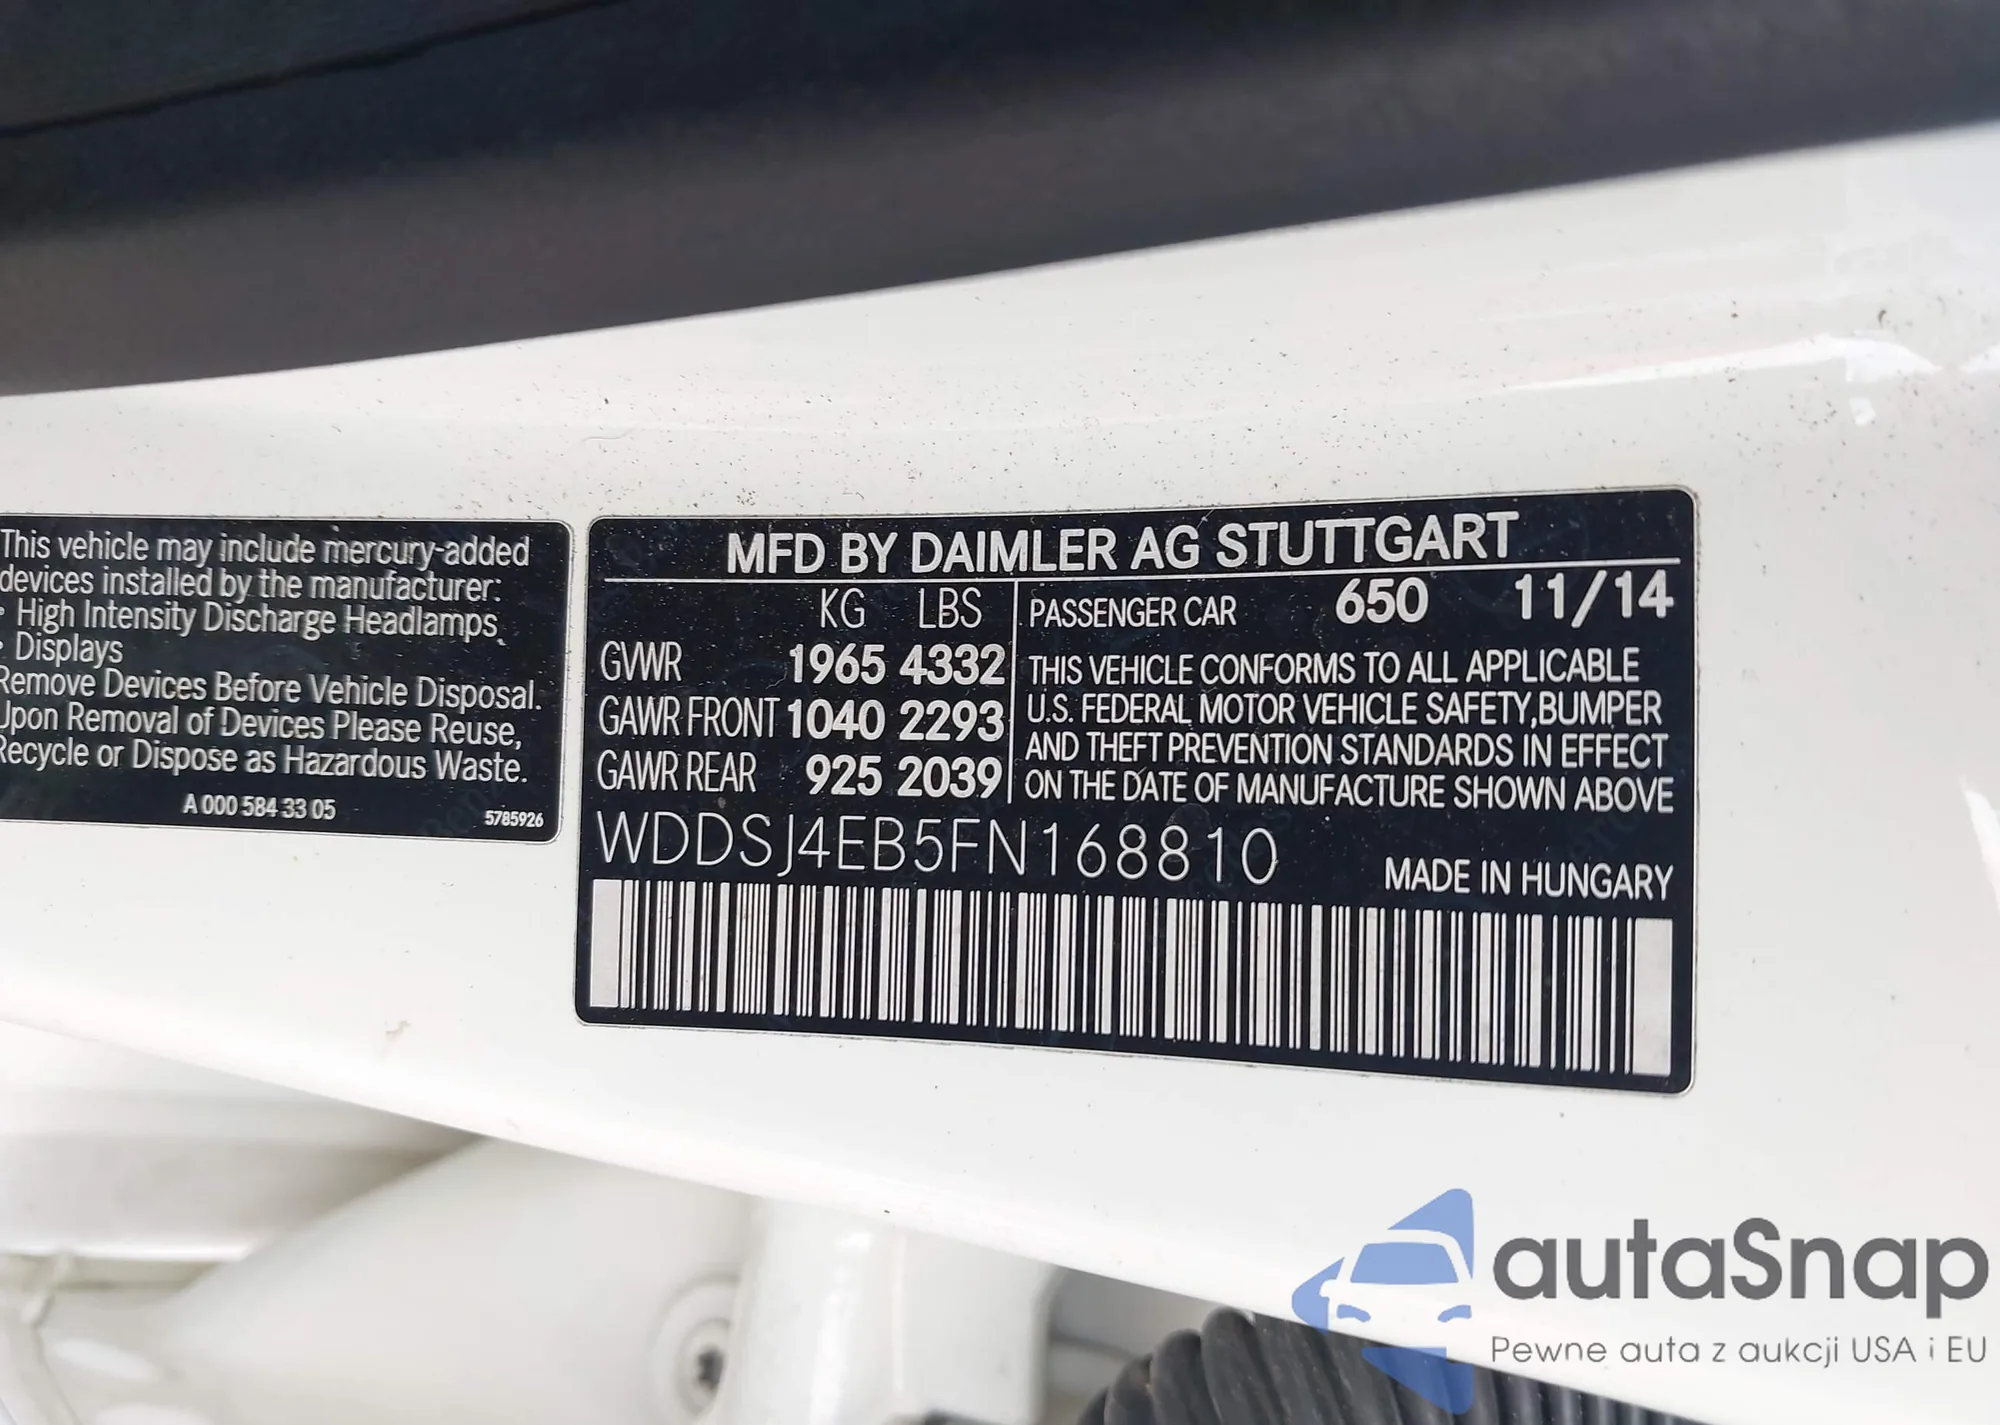 This vehicle may include mercury-added
devices installed by the manufacturer:
· High Intensity Discharge Headlamps
· Displays
Remove Devices Before Vehicle Disposal.
Upon Removal of Devices Please Reuse,
Recycle or Dispose as Hazardous Waste.
A 000 584 33 05 5785926
MFD BY DAIMLER AG STUTTGART
KG LBS
GVWR 1965 4332
GAWR FRONT 1040 2293
GAWR REAR 925 2039
PASSENGER CAR 650 11/14
THIS VEHICLE CONFORMS TO ALL APPLICABLE
U.S. FEDERAL MOTOR VEHICLE SAFETY,BUMPER
AND THEFT PREVENTION STANDARDS IN EFFECT
ON THE DATE OF MANUFACTURE SHOWN ABOVE
WDDSJ4EB5FN168810
MADE IN HUNGARY
autaSnap
Pewne auta z aukcji USA i EU